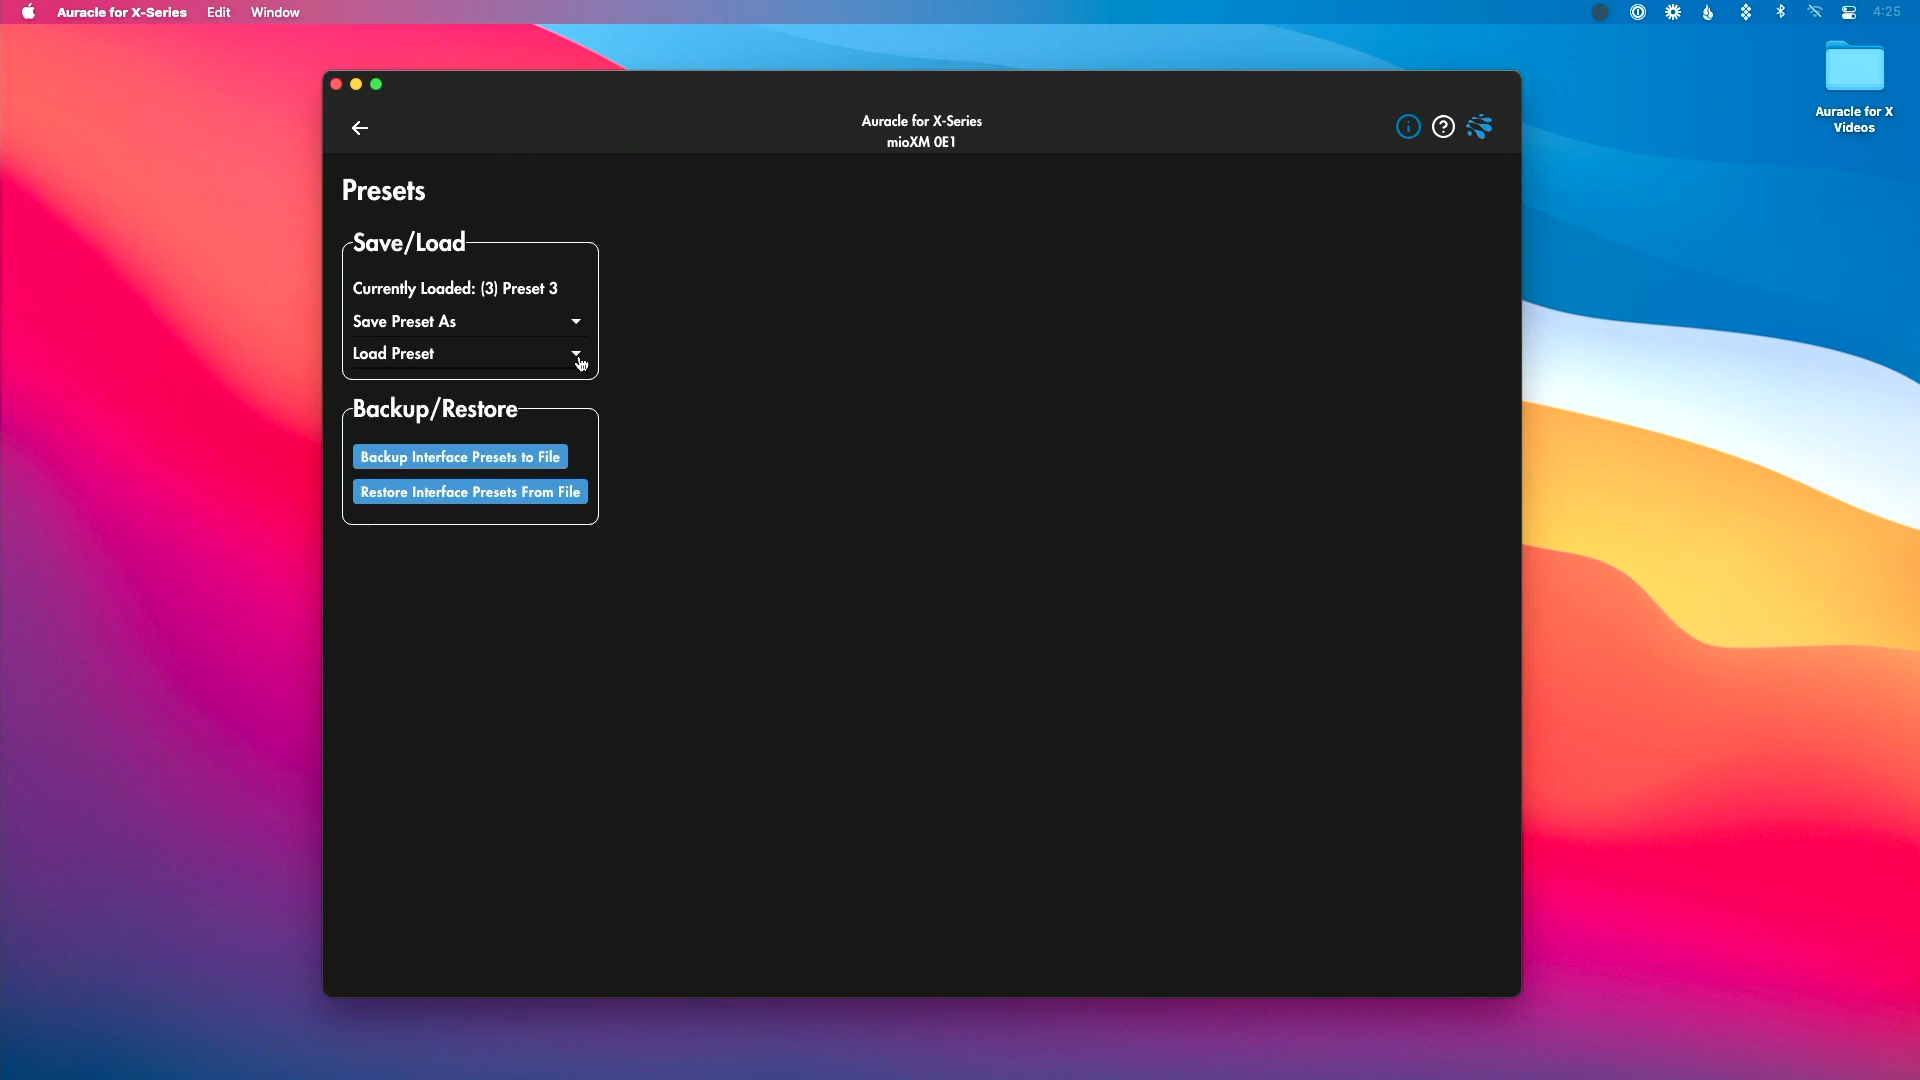 Auracle for X-Series Edit Window
4:25
Auracle for X
Videos
Auracle for X-Series
mioXM 0E1
Presets
Save/Load
Currently Loaded: (3) Preset 3
Save Preset As
Load Preset
Backup/Restore
Backup Interface Presets to File
Restore Interface Presets From File